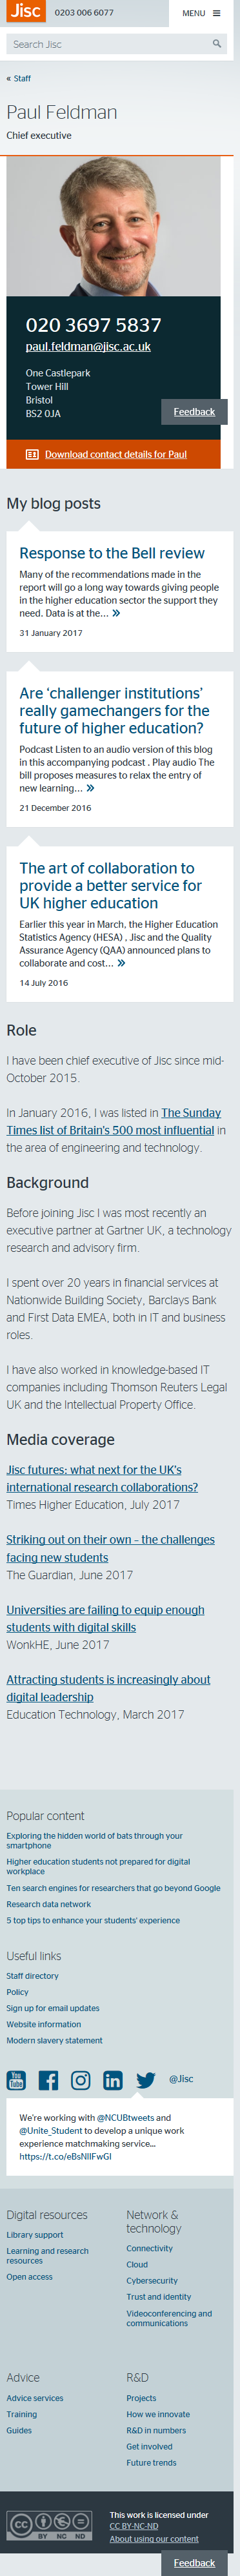 Jisc
0203 006 6077
MENU
Search Jisc
« Staff
Paul Feldman
Chief executive
020 3697 5837
paul.feldman@jisc.ac.uk
One Castlepark
Tower Hill
Bristol
BS2 0JA
Feedback
Download contact details for Paul
My blog posts
Response to the Bell review
Many of the recommendations made in the
report will go a long way towards giving people
in the higher education sector the support they
need. Data is at the... »
31 January 2017
Are ‘challenger institutions’
really gamechangers for the
future of higher education?
Podcast Listen to an audio version of this blog
in this accompanying podcast . Play audio The
bill proposes measures to relax the entry of
new learning... »
21 December 2016
The art of collaboration to
provide a better service for
UK higher education
Earlier this year in March, the Higher Education
Statistics Agency (HESA) , Jisc and the Quality
Assurance Agency (QAA) announced plans to
collaborate and cost... »
14 July 2016
Role
I have been chief executive of Jisc since mid-
October 2015.
In January 2016, I was listed in The Sunday
Times list of Britain's 500 most influential in
the area of engineering and technology.
Background
Before joining Jisc I was most recently an
executive partner at Gartner UK, a technology
research and advisory firm.
I spent over 20 years in financial services at
Nationwide Building Society, Barclays Bank
and First Data EMEA, both in IT and business
roles.
I have also worked in knowledge-based IT
companies including Thomson Reuters Legal
UK and the Intellectual Property Office.
Media coverage
Jisc futures: what next for the UK's
international research collaborations?
Times Higher Education, July 2017
Striking out on their own – the challenges
facing new students
The Guardian, June 2017
Universities are failing to equip enough
students with digital skills
WonkHE, June 2017
Attracting students is increasingly about
digital leadership
Education Technology, March 2017
Popular content
Exploring the hidden world of bats through your
smartphone
Higher education students not prepared for digital
workplace
Ten search engines for researchers that go beyond Google
Research data network
5 top tips to enhance your students' experience
Useful links
Staff directory
Policy
Sign up for email updates
Website information
Modern slavery statement
You Tube
@Jisc
We're working with @NCUBtweets and
@Unite_Student to develop a unique work
experience matchmaking service...
https://t.co/eBsNIIFwGI
Digital resources
Library support
Learning and research
resources
Open access
Network &
technology
Connectivity
Cloud
Cybersecurity
Trust and identity
Videoconferencing and
communications
Advice
Advice services
Training
Guides
R&D
Projects
How we innovate
R&D in numbers
Get involved
Future trends
CC BY NC ND
This work is licensed under
CC BY-NC-ND
About using our content
Feedback